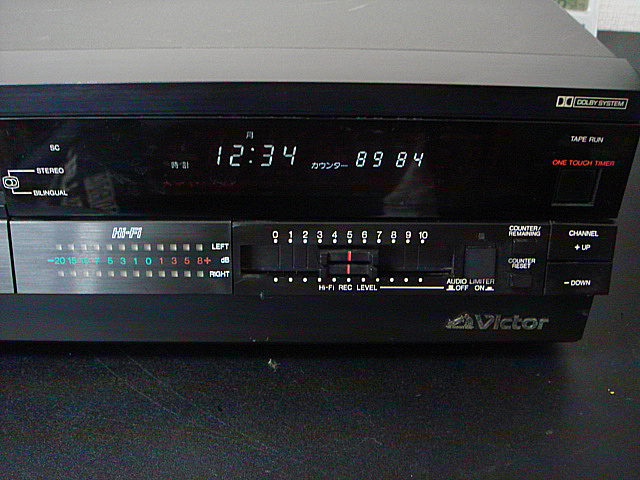 DOLBY SYSTEM
TAPE RUN
SC
月
時計 12:34 カウンター 89 84
ONE TOUCH TIMER
STEREO
BILINGUAL
Hi-Fi
LEFT
-20 15 10 7 5 3 1 0 1 3 5 8+ dB
RIGHT
0 1 2 3 4 5 6 7 8 9 10
Hi-Fi REC LEVEL
AUDIO LIMITER
OFF ON
COUNTER/
REMAINING
COUNTER
RESET
CHANNEL
+ UP
- DOWN
Victor